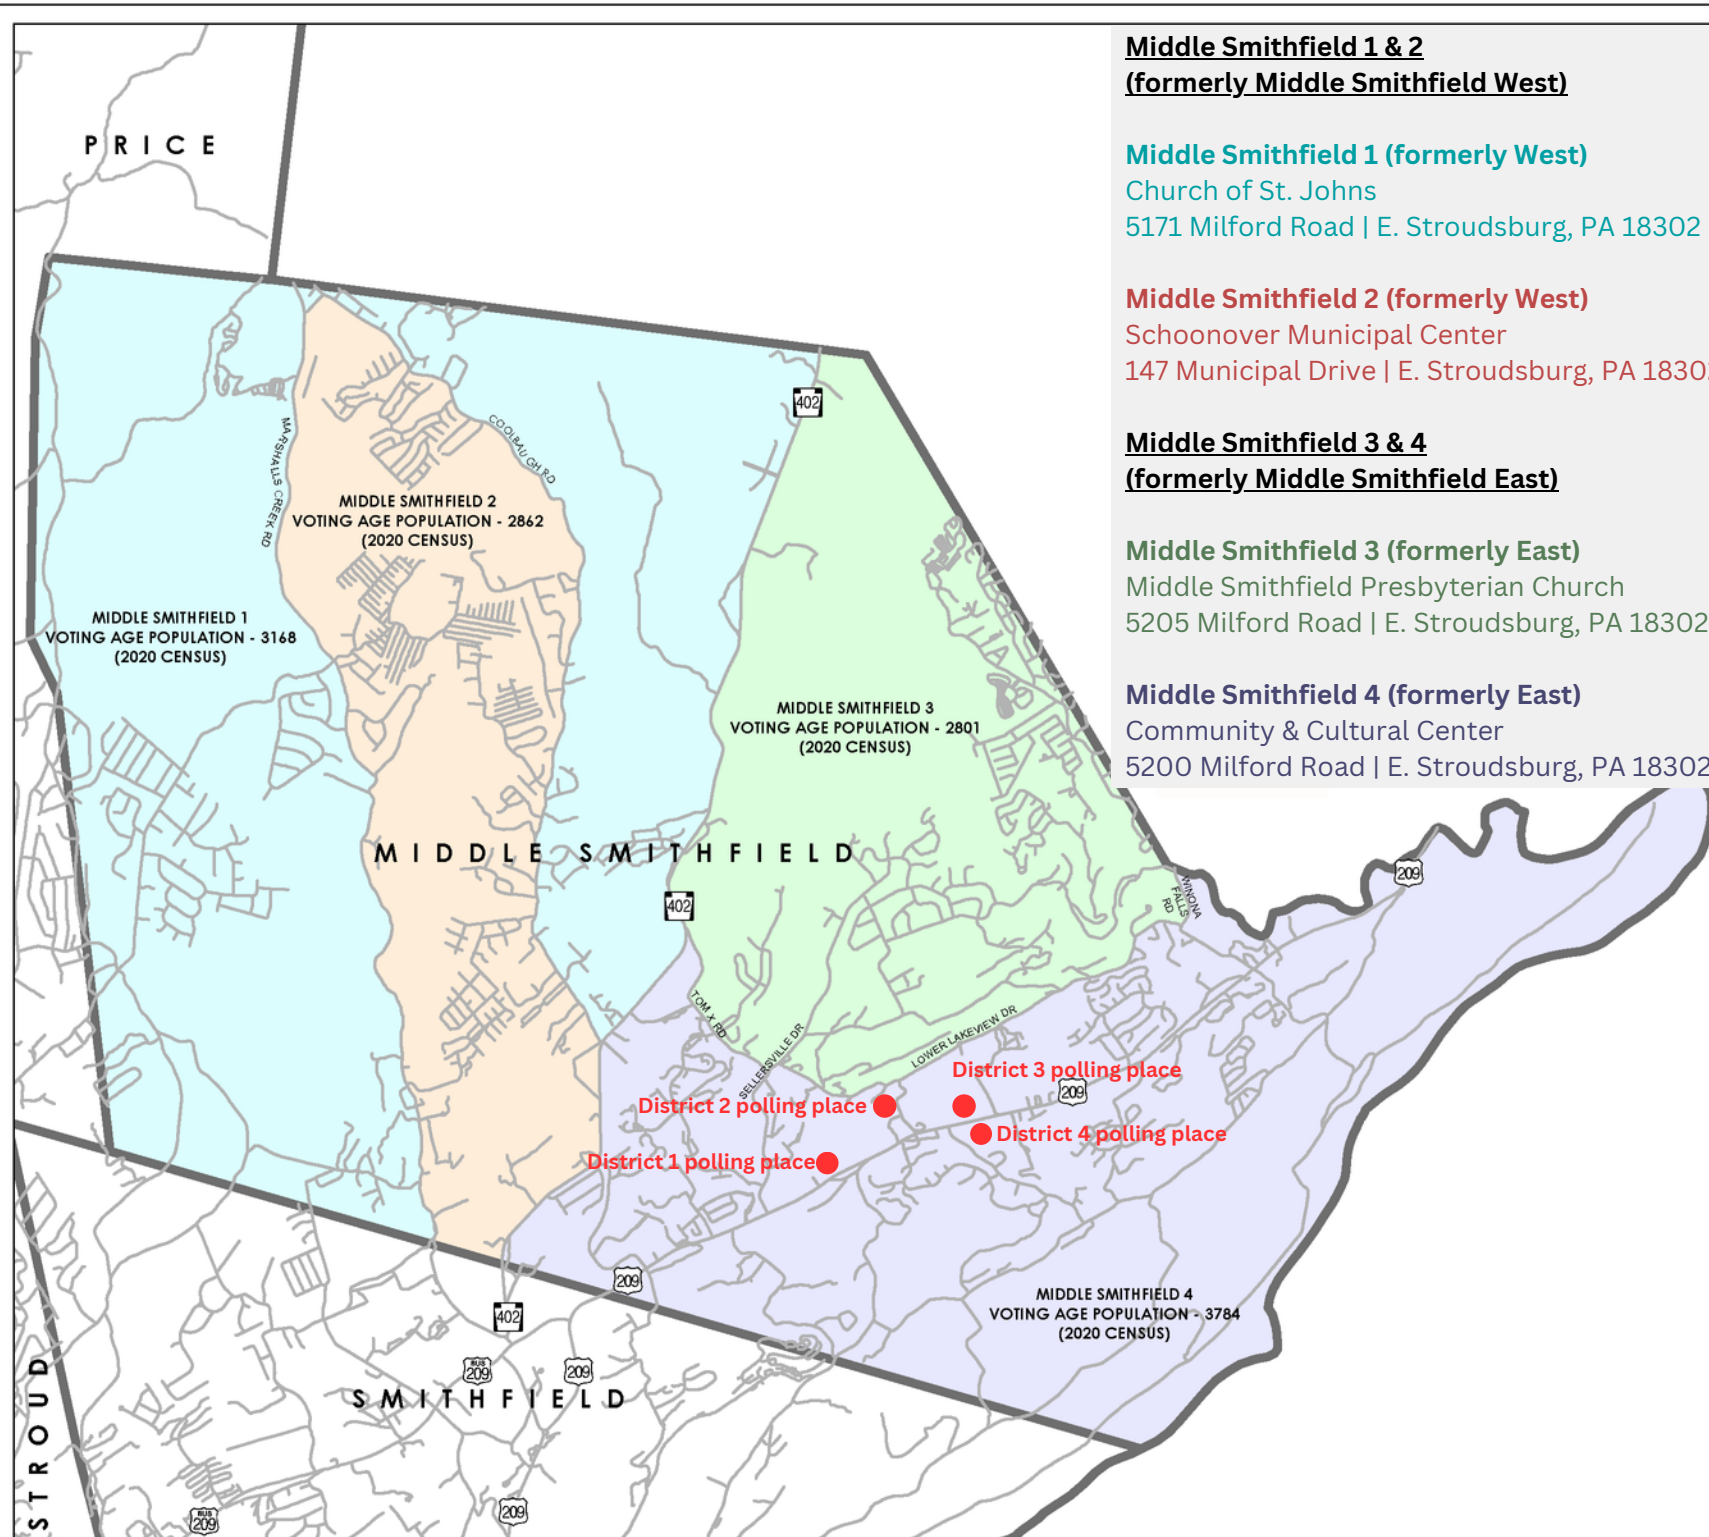 Middle Smithfield 1 & 2
(formerly Middle Smithfield West)
Middle Smithfield 1 (formerly West)
Church of St. Johns
5171 Milford Road | E. Stroudsburg, PA 18302
Middle Smithfield 2 (formerly West)
Schoonover Municipal Center
147 Municipal Drive | E. Stroudsburg, PA 1830
Middle Smithfield 3 & 4
(formerly Middle Smithfield East)
Middle Smithfield 3 (formerly East)
Middle Smithfield Presbyterian Church
5205 Milford Road | E. Stroudsburg, PA 18302
Middle Smithfield 4 (formerly East)
Community & Cultural Center
5200 Milford Road | E. Stroudsburg, PA 18302
PRICE
402
MARSHALLS CREEK RD
COOLBAUGH RD
MIDDLE SMITHFIELD 2
VOTING AGE POPULATION - 2862
(2020 CENSUS)
MIDDLE SMITHFIELD 1
VOTING AGE POPULATION - 3168
(2020 CENSUS)
MIDDLE SMITHFIELD 3
VOTING AGE POPULATION - 2801
(2020 CENSUS)
MIDDLE SMITHFIELD
209
WINONA
FALLS
RD
402
TOM X RD
SELLERSVILLE DR
LOWER LAKEVIEW DR
District 3 polling place
209
District 2 polling place
District 4 polling place
District 1 polling place
209
MIDDLE SMITHFIELD 4
VOTING AGE POPULATION - 3784
(2020 CENSUS)
402
BUS
209
209
SMITHFIELD
STROUD
BUS
209
209